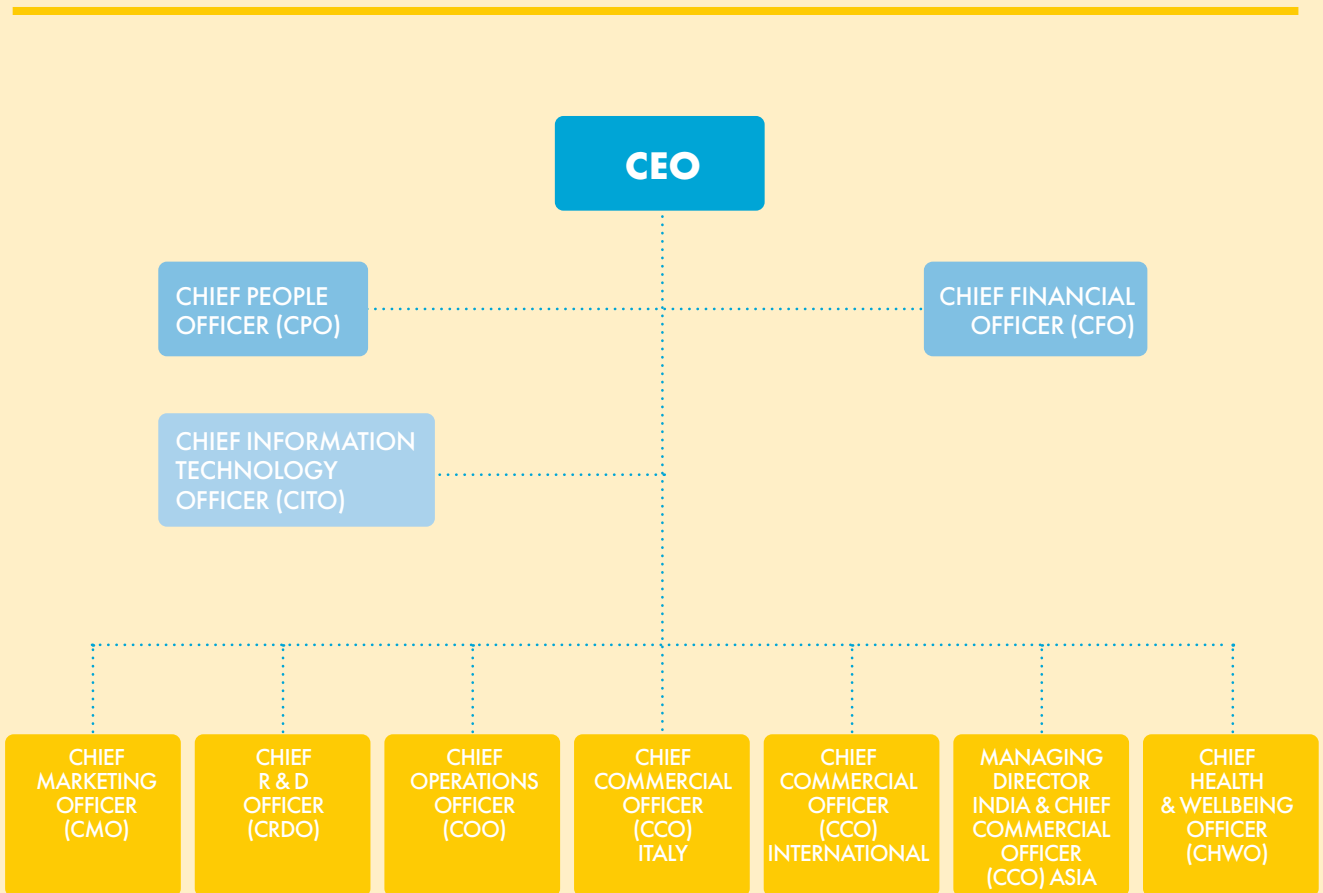 CEO
CHIEF PEOPLE
OFFICER (CPO)
CHIEF FINANCIAL
OFFICER (CFO)
CHIEF INFORMATION
TECHNOLOGY
OFFICER (CITO)
CHIEF
MARKETING
OFFICER
(CMO)
CHIEF
R & D
OFFICER
(CRDO)
CHIEF
OPERATIONS
OFFICER
(COO)
CHIEF
COMMERCIAL
OFFICER
(CCO)
ITALY
CHIEF
COMMERCIAL
OFFICER
(CCO)
INTERNATIONAL
MANAGING
DIRECTOR
INDIA & CHIEF
COMMERCIAL
OFFICER
(CCO) ASIA
CHIEF
HEALTH
& WELLBEING
OFFICER
(CHWO)